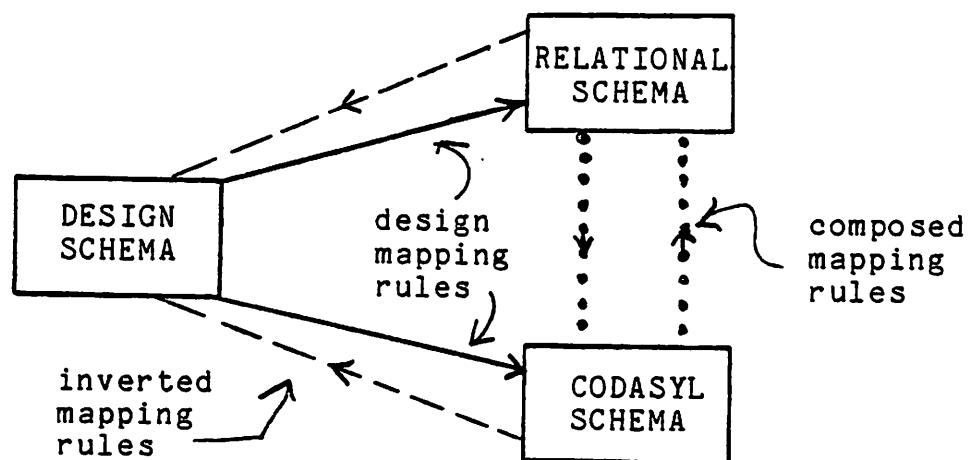 RELATIONAL
SCHEMA
DESIGN
SCHEMA
design
mapping
rules
composed
mapping
rules
inverted
mapping
rules
CODASYL
SCHEMA